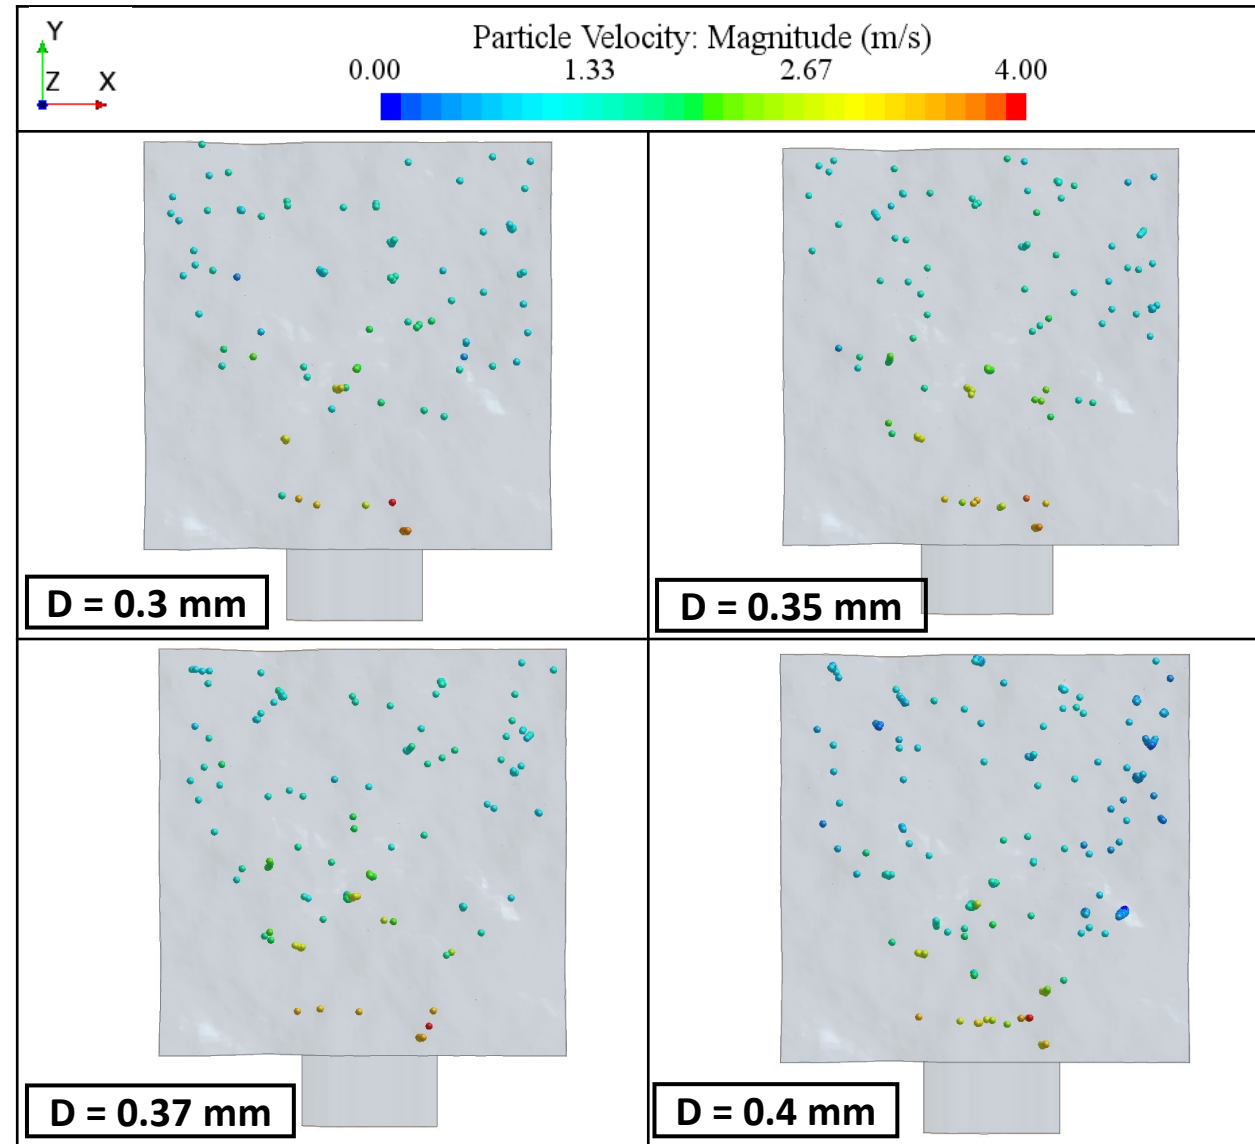 Y
Z X
Particle Velocity: Magnitude (m/s)
0.00 1.33 2.67 4.00
D = 0.3 mm
D = 0.35 mm
D = 0.37 mm
D = 0.4 mm